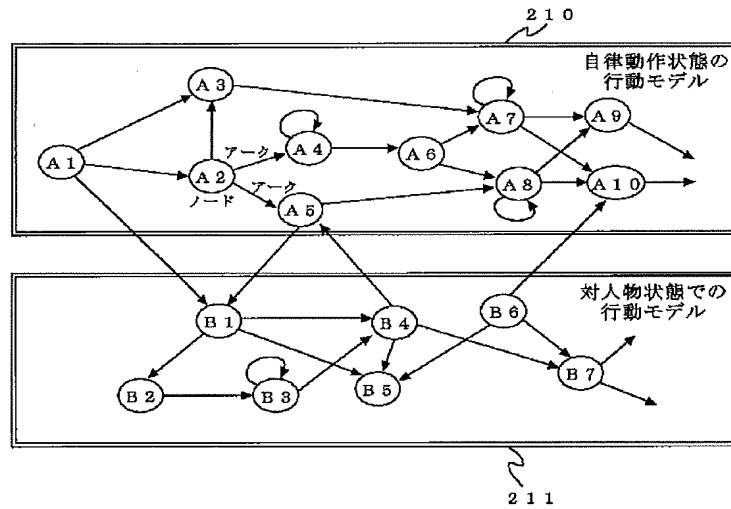 ２１０
自律動作状態の
行動モデル
Ａ３
Ａ７
Ａ９
アーク
Ａ４
Ａ６
Ａ１
Ａ２
アーク
Ａ８
Ａ１０
ノード
Ａ５
対人物状態での
行動モデル
Ｂ１
Ｂ４
Ｂ６
Ｂ７
Ｂ２
Ｂ３
Ｂ５
２１１